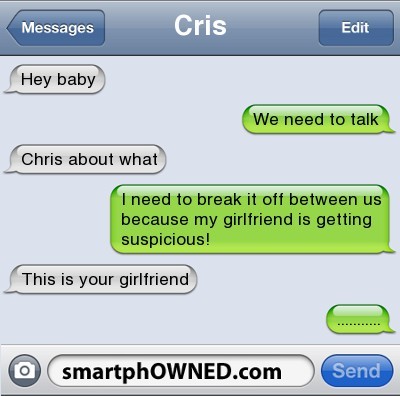 Messages
Cris
Edit
Hey baby
We need to talk
Chris about what
I need to break it off between us
because my girlfriend is getting
suspicious!
This is your girlfriend
...........
smartphOWNED.com
Send